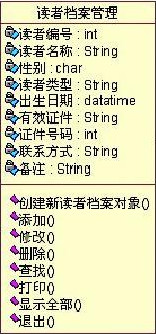 读者档案管理
读者编号 : int
读者名称 : String
性别 : char
读者类型 : String
出生日期 : datatime
有效证件 : String
证件号码 : int
联系方式 : String
备注 : String
创建新读者档案对象()
添加()
修改()
删除()
查找()
打印()
显示全部()
退出()